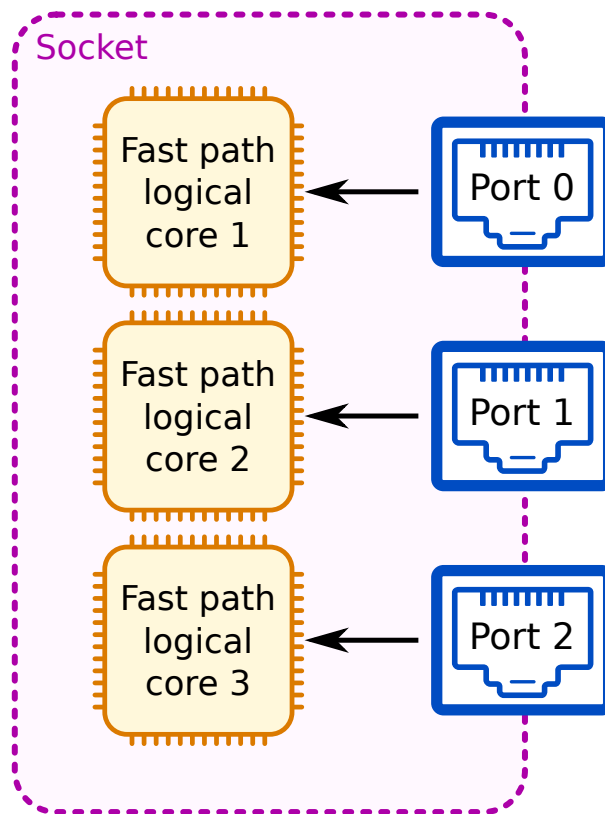 Socket
Fast path
logical
core 1
Port 0
Fast path
logical
core 2
Port 1
Fast path
logical
core 3
Port 2